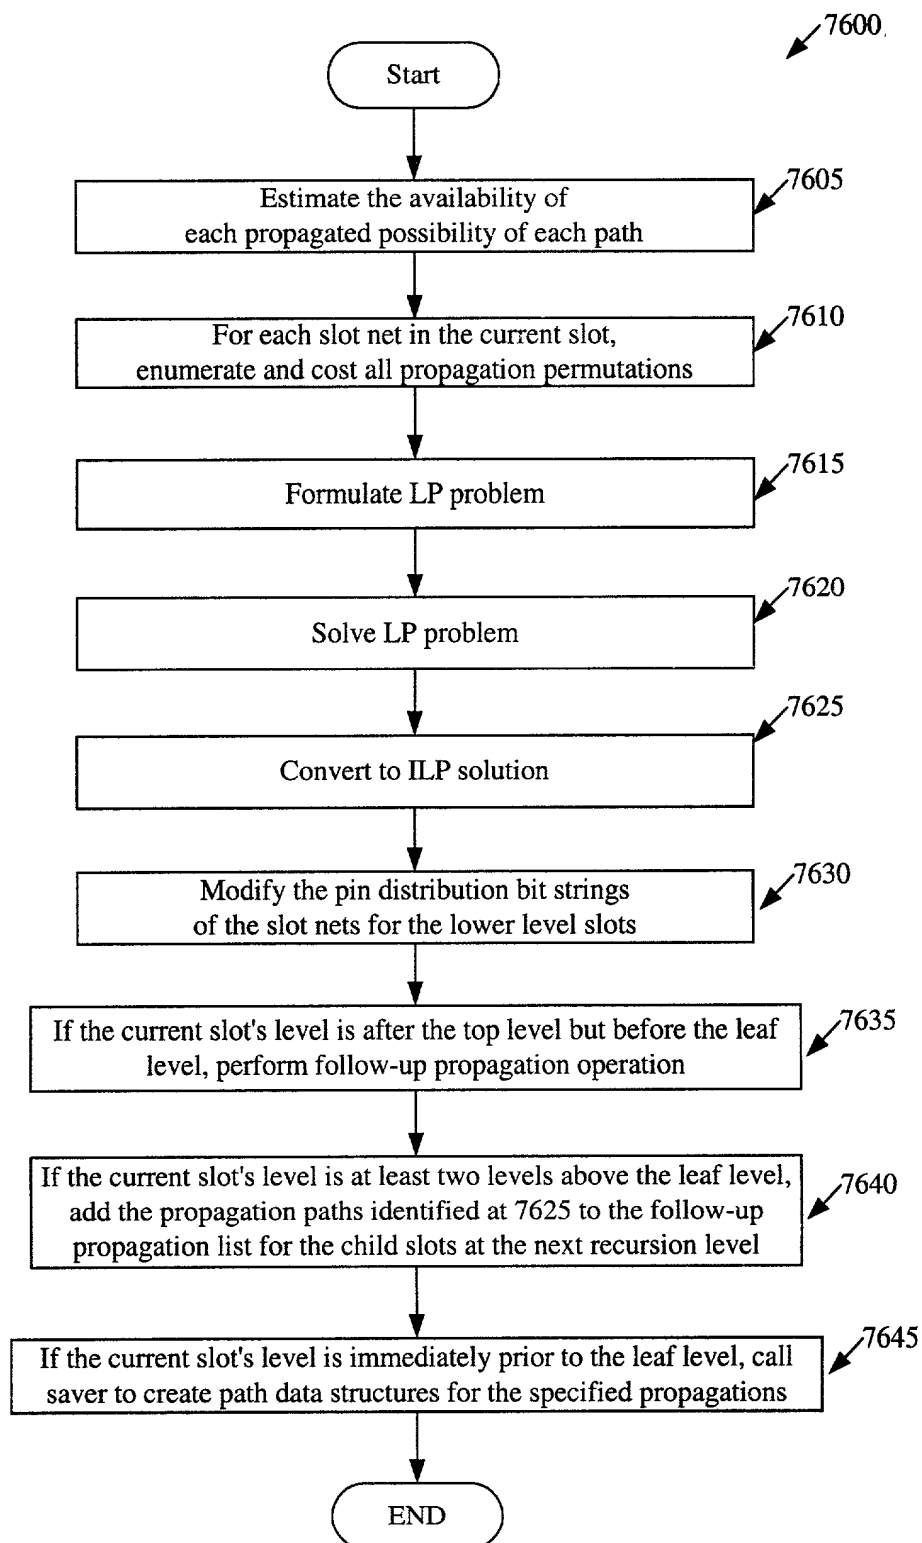 7600
Start
7605
Estimate the availability of
each propagated possibility of each path
7610
For each slot net in the current slot,
enumerate and cost all propagation permutations
7615
Formulate LP problem
7620
Solve LP problem
7625
Convert to ILP solution
7630
Modify the pin distribution bit strings
of the slot nets for the lower level slots
7635
If the current slot's level is after the top level but before the leaf
level, perform follow-up propagation operation
7640
If the current slot's level is at least two levels above the leaf level,
add the propagation paths identified at 7625 to the follow-up
propagation list for the child slots at the next recursion level
7645
If the current slot's level is immediately prior to the leaf level, call
saver to create path data structures for the specified propagations
END